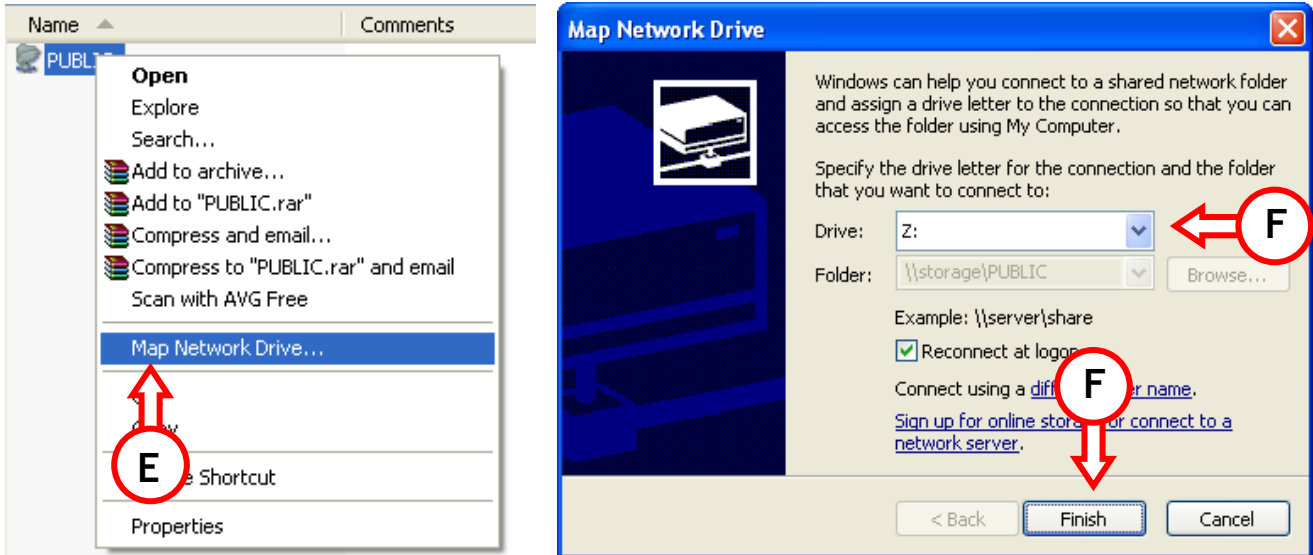 Name
Comments
PUBL
Open
Explore
Search...
Add to archive...
Add to "PUBLIC.rar"
Compress and email...
Compress to "PUBLIC.rar" and email
Scan with AVG Free
Map Network Drive...
E
Shortcut
Properties
Map Network Drive
Windows can help you connect to a shared network folder
and assign a drive letter to the connection so that you can
access the folder using My Computer.
Specify the drive letter for the connection and the folder
that you want to connect to:
Drive:
Z:
F
Folder:
\\storage\PUBLIC
Browse...
Example: \\server\share
Reconnect at logon
Connect using a diff
F
er name.
Sign up for online stora
or connect to a
network server.
< Back
Finish
Cancel